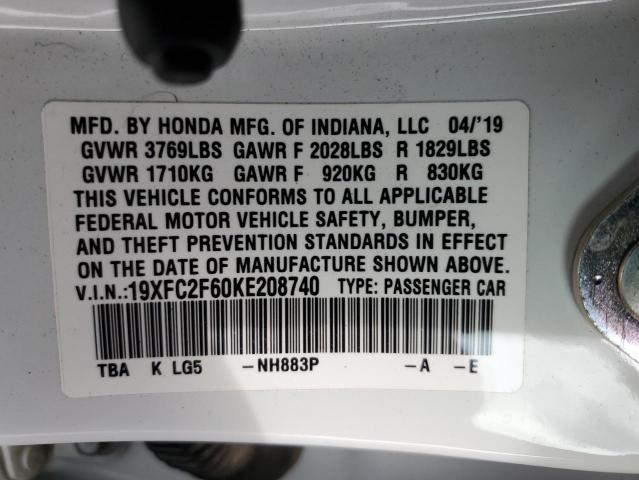 MFD. BY HONDA MFG. OF INDIANA, LLC 04/'19
GVWR 3769LBS GAWR F 2028LBS R 1829LBS
GVWR 1710KG GAWR F 920KG R 830KG
THIS VEHICLE CONFORMS TO ALL APPLICABLE
FEDERAL MOTOR VEHICLE SAFETY, BUMPER,
AND THEFT PREVENTION STANDARDS IN EFFECT
ON THE DATE OF MANUFACTURE SHOWN ABOVE.
V.I.N.:19XFC2F60KE208740 TYPE: PASSENGER CAR
TBA K LG5 -NH883P -A -E